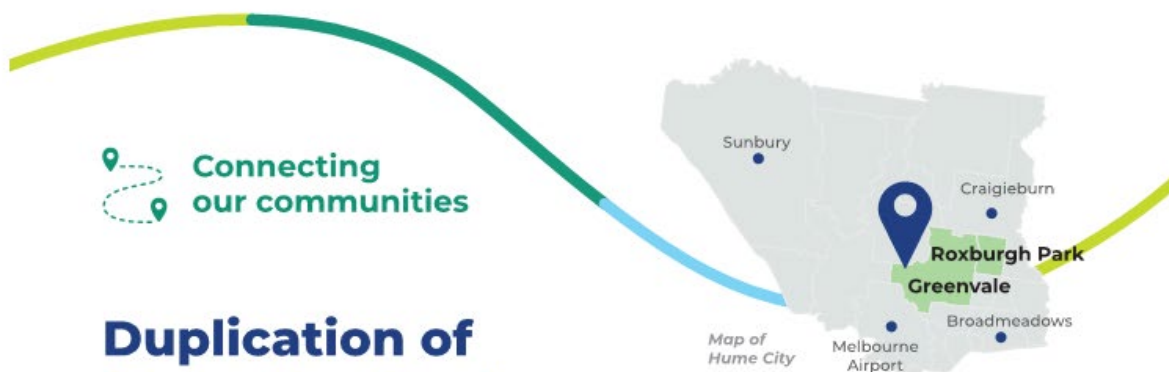 Connecting
our communities
Duplication of
Sunbury
Craigieburn
Roxburgh Park
Greenvale
Broadmeadows
Melbourne
Airport
Map of
Hume City